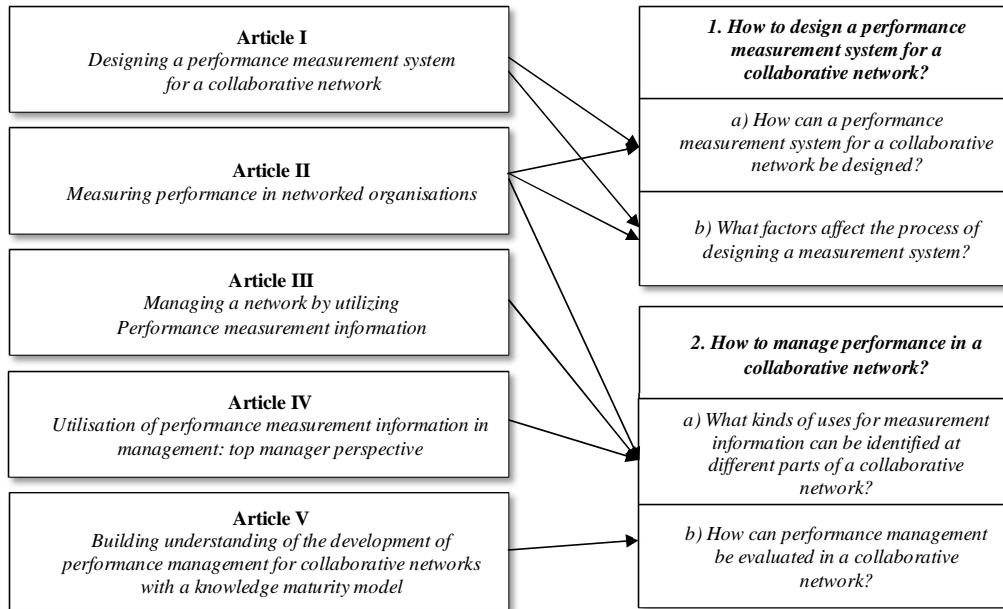 Article I
Designing a performance measurement system
for a collaborative network
Article II
Measuring performance in networked organisations
Article III
Managing a network by utilizing
Performance measurement information
Article IV
Utilisation of performance measurement information in
management: top manager perspective
Article V
Building understanding of the development of
performance management for collaborative networks
with a knowledge maturity model
1. How to design a performance
measurement system for a
collaborative network?
a) How can a performance
measurement system for a collaborative
network be designed?
b) What factors affect the process of
designing a measurement system?
2. How to manage performance in a
collaborative network?
a) What kinds of uses for measurement
information can be identified at
different parts of a collaborative
network?
b) How can performance management
be evaluated in a collaborative
network?